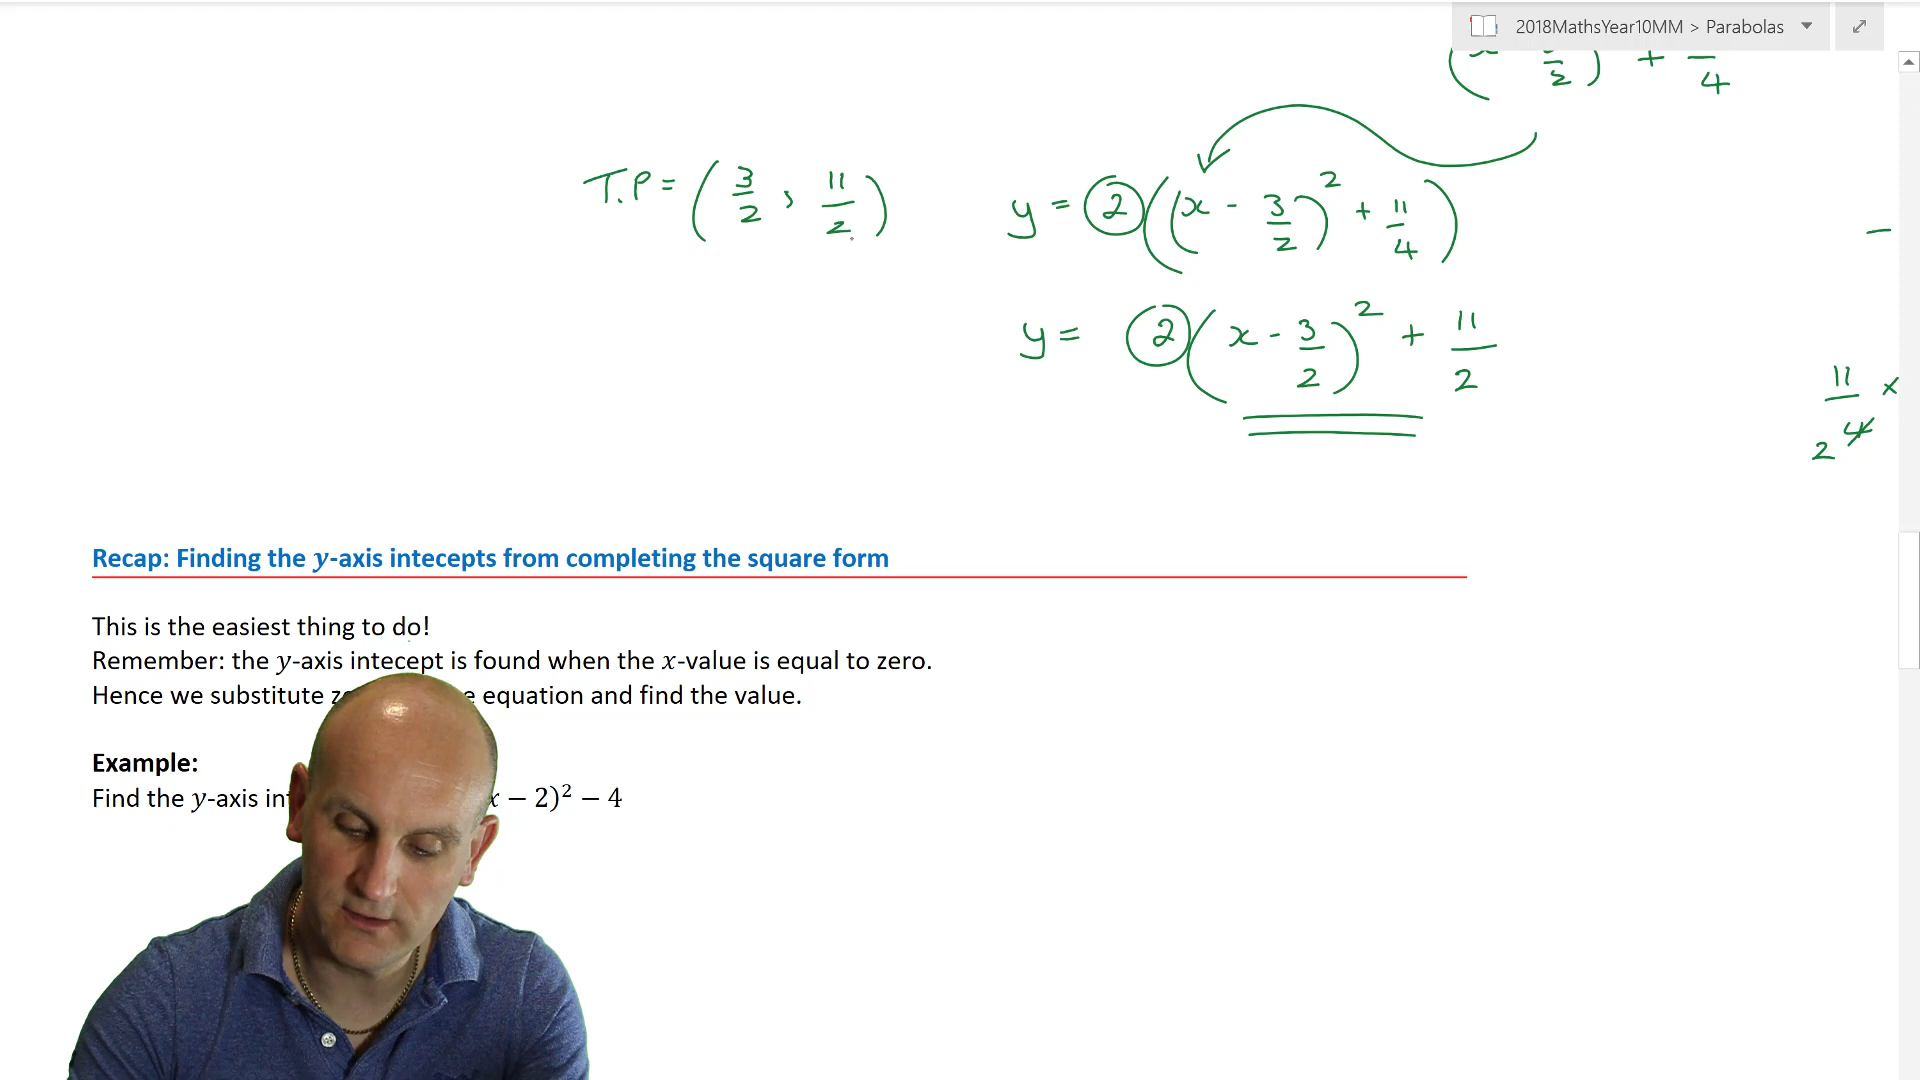 2018MathsYear10MM > Parabolas
2 ) + 4
T.P = ( 3/2 , 11/2 )
y = 2 ( ( x - 3/2 )² + 11/4 )
y = 2 ( x - 3/2 )² + 11/2
11/4 ×
2
Recap: Finding the y-axis intecepts from completing the square form
This is the easiest thing to do!
Remember: the y-axis intecept is found when the x-value is equal to zero.
Hence we substitute equation and find the value.
Example:
Find the y-axis − 2)² − 4